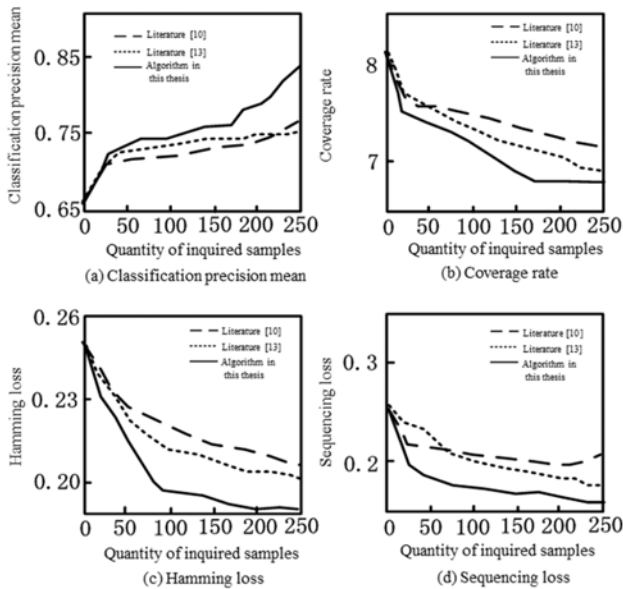 Classification precision mean
0.85
0.75
0.65
Literature [10]
Literature [13]
Algorithm in
this thesis
0 50 100 150 200 250
Quantity of inquired samples
(a) Classification precision mean
Coverage rate
8
7
Literature [10]
Literature [13]
Algorithm in
this thesis
0 50 100 150 200 250
Quantity of inquired samples
(b) Coverage rate
Hamming loss
0.26
0.23
0.20
Literature [10]
Literature [13]
Algorithm in
this thesis
0 50 100 150 200 250
Quantity of inquired samples
(c) Hamming loss
Sequencing loss
0.3
0.2
Literature [10]
Literature [13]
Algorithm in
this thesis
0 50 100 150 200 250
Quantity of inquired samples
(d) Sequencing loss